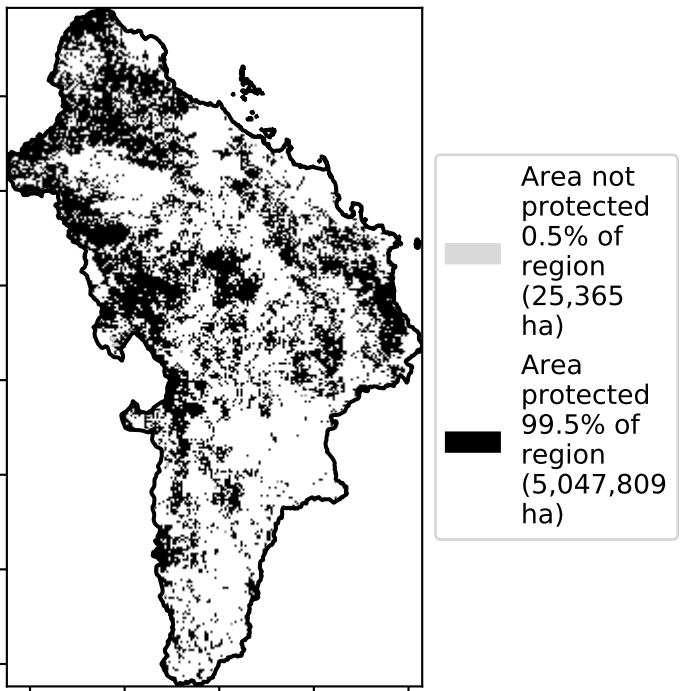 Area not
protected
0.5% of
region
(25,365
ha)
Area
protected
99.5% of
region
(5,047,809
ha)